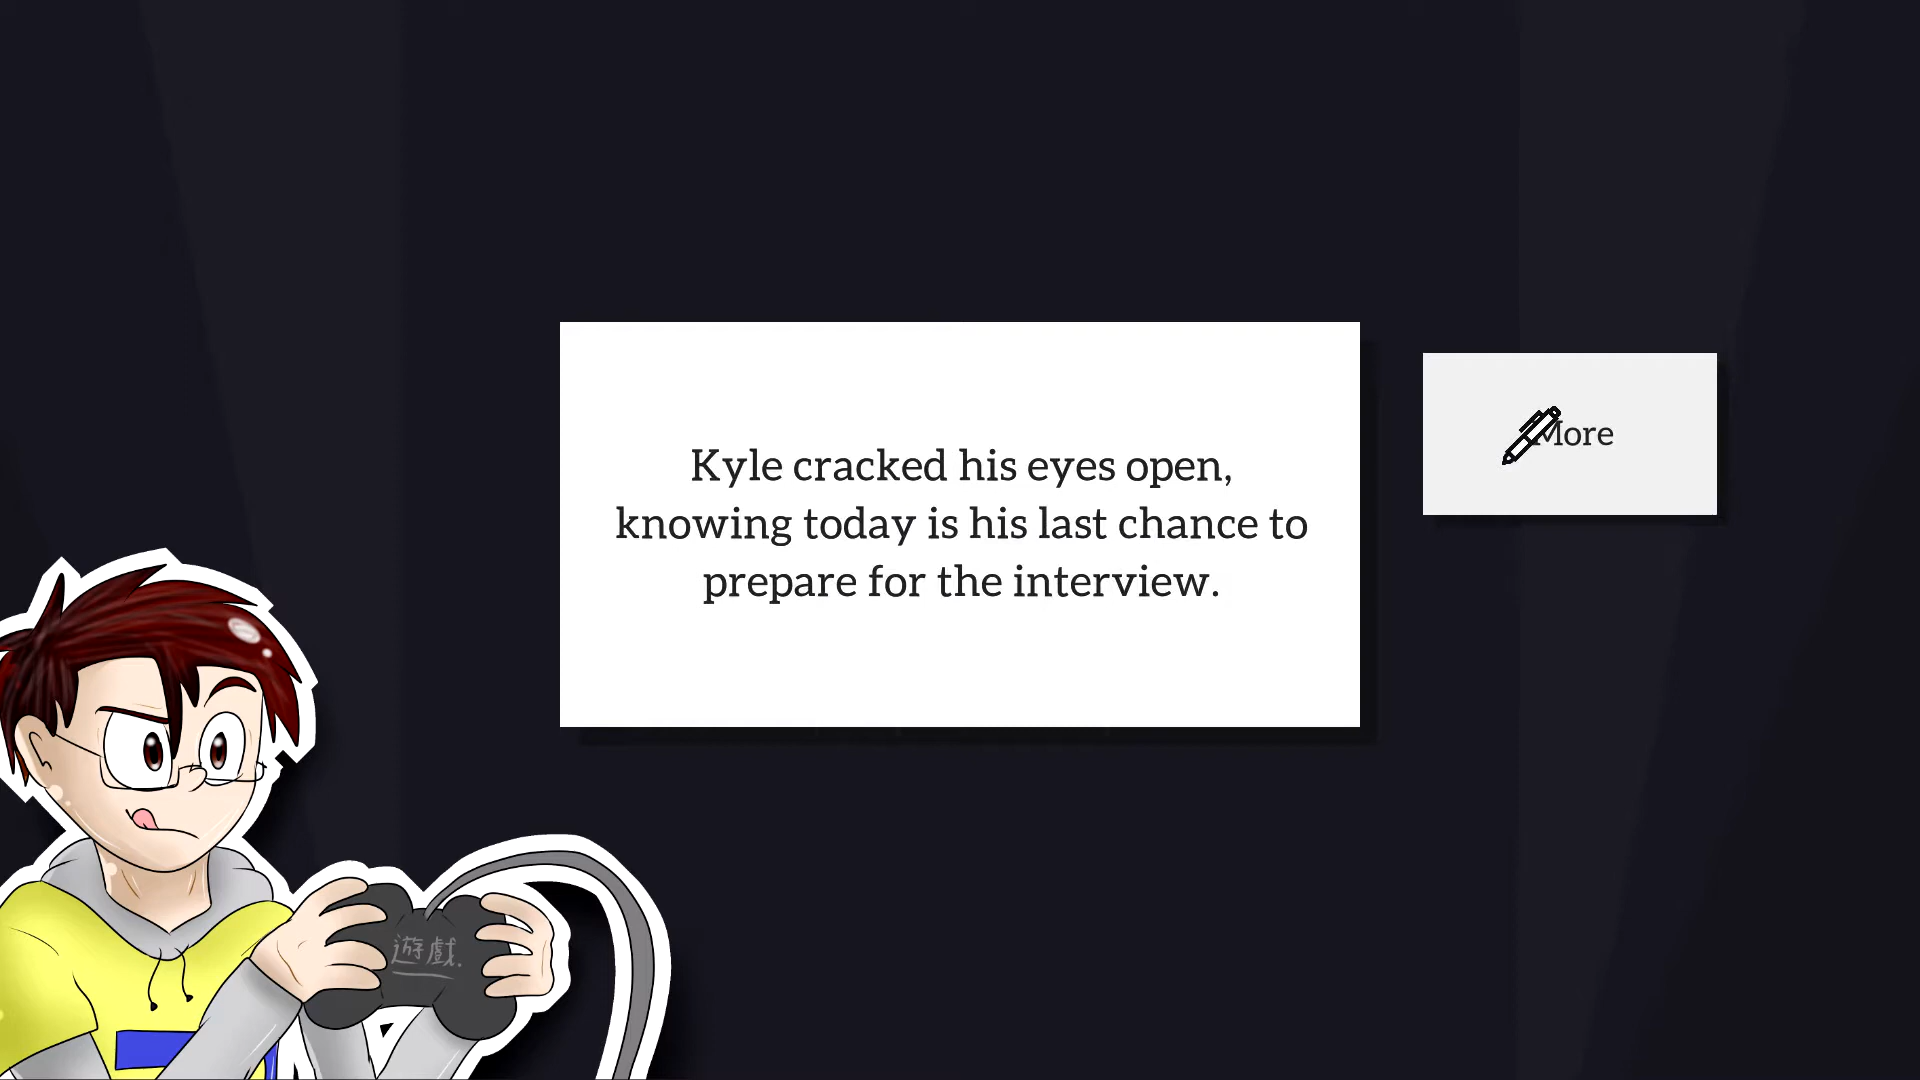 Kyle cracked his eyes open,
knowing today is his last chance to
prepare for the interview.
More
遊戲.